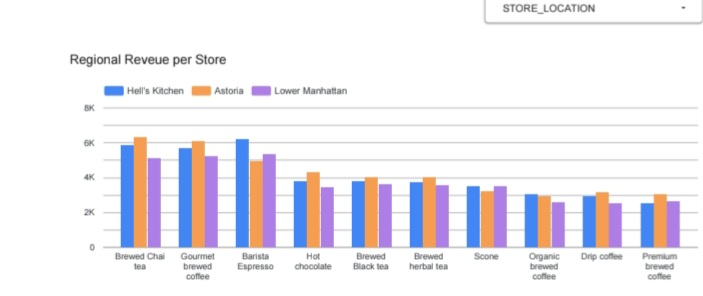 STORE_LOCATION
Regional Reveue per Store
Hell's Kitchen Astoria Lower Manhattan
8K
6K
4K
2K
0
Brewed Chai tea
Gourmet brewed coffee
Barista Espresso
Hot chocolate
Brewed Black tea
Brewed herbal tea
Scone
Organic brewed coffee
Drip coffee
Premium brewed coffee